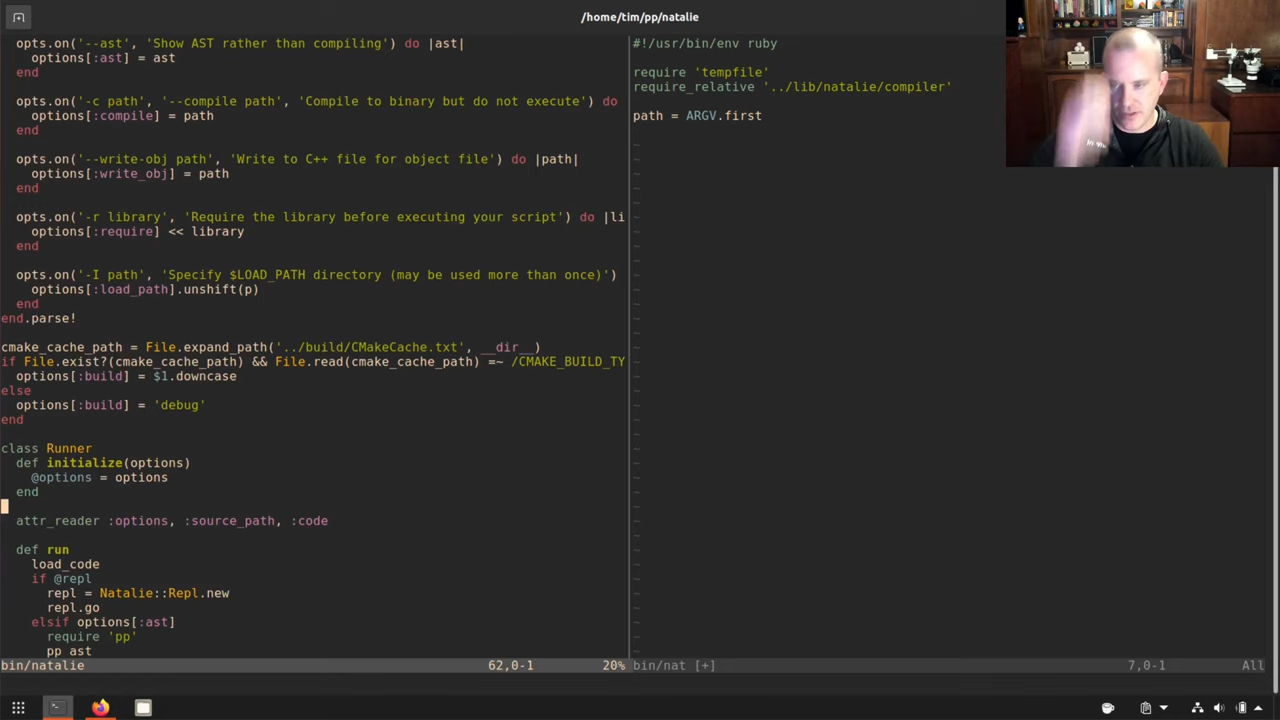 /home/tim/pp/natalie
opts.on('--ast', 'Show AST rather than compiling') do |ast|
options[:ast] = ast
end
opts.on('-c path', '--compile path', 'Compile to binary but do not execute') do
options[:compile] = path
end
opts.on('--write-obj path', 'Write to C++ file for object file') do |path|
options[:write_obj] = path
end
opts.on('-r library', 'Require the library before executing your script') do |li
options[:require] << library
end
opts.on('-I path', 'Specify $LOAD_PATH directory (may be used more than once)')
options[:load_path].unshift(p)
end
end.parse!
cmake_cache_path = File.expand_path('../build/CMakeCache.txt', __dir__)
if File.exist?(cmake_cache_path) && File.read(cmake_cache_path) =~ /CMAKE_BUILD_TY
options[:build] = $1.downcase
else
options[:build] = 'debug'
end
class Runner
def initialize(options)
@options = options
end
attr_reader :options, :source_path, :code
def run
load_code
if @repl
repl = Natalie::Repl.new
repl.go
elsif options[:ast]
require 'pp'
pp ast
bin/natalie 62,0-1 20%
#!/usr/bin/env ruby
require 'tempfile'
require_relative '../lib/natalie/compiler'
path = ARGV.first
bin/nat [+] 7,0-1 All